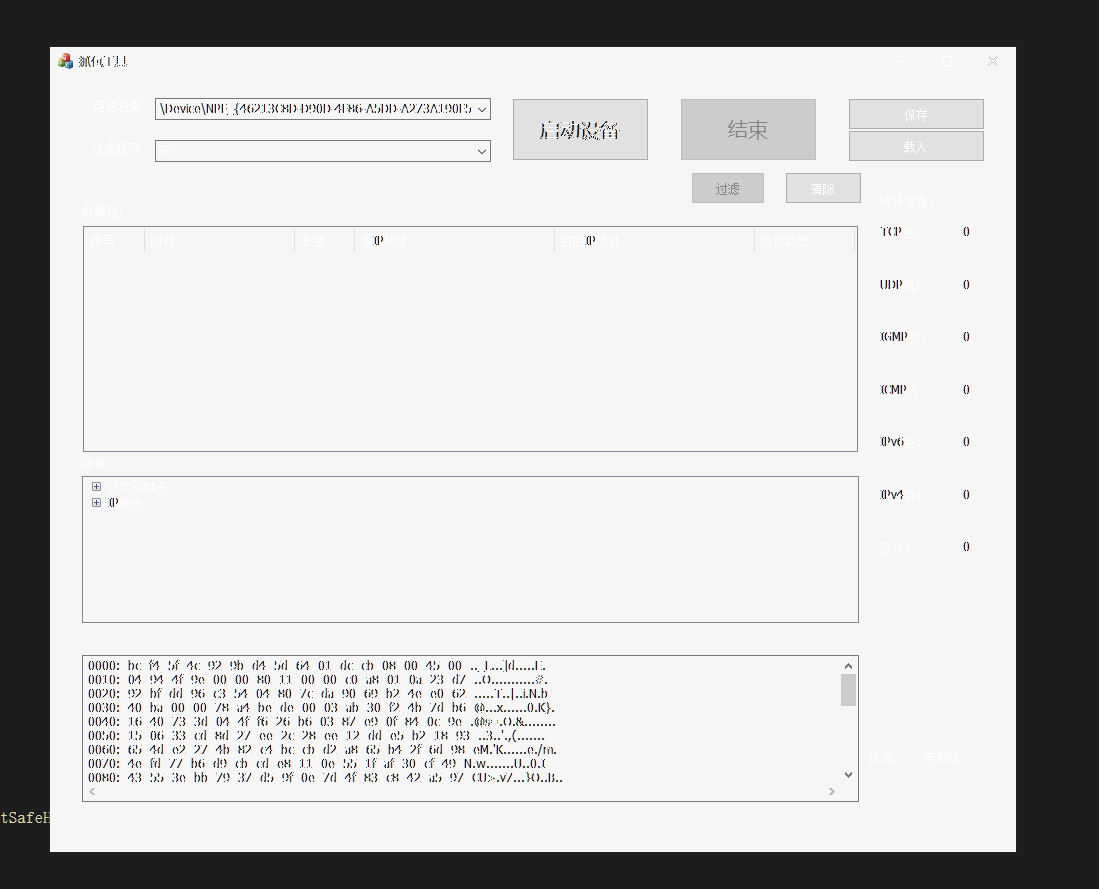 抓包工具
可选设备
启动设备
结束
保存
过滤规则
无
载入
过滤
清除
统计信息:
数据包:
序号 时间 长度 源IP地址 目的IP地址 协议类型
TCP包: 0
UDP包: 0
IGMP包: 0
ICMP包: 0
IPv6包: 0
IPv4包: 0
总计: 0
详情:
以太网帧头
IP包头
0000: bc f4 5f 4c 92 9b d4 5d 64 01 dc cb 08 00 45 00
0010: 04 94 4f 9e 00 00 80 11 00 00 c0 a8 01 0a 23 d7 ..O...........#.
0020: 92 bf dd 96 c3 54 04 80 7c da 90 69 b2 4e e0 62 .....T..|..i.N.b
0030: 40 ba 00 00 78 a4 be de 00 03 ab 30 f2 4b 7d b6 @...x......0.K}.
0040: 16 40 73 3d 04 4f f6 26 b6 03 87 e9 0f 84 0c 9e .@s=.O.&........
0050: 15 06 33 cd 8d 27 ee 2c 28 ee 12 dd e5 b2 18 93 ..3..'.,(.......
0060: 65 4d e2 27 4b 82 c4 bc cb d2 a8 65 b4 2f 6d 98 eM.'K......e./m.
0070: 4e fd 77 b6 d9 cb cd e8 11 0e 55 1f af 30 cf 49 N.w.......U..0.I
0080: 43 55 3e bb 79 37 d5 9f 0e 7d 4f 83 c8 42 a5 97 CU>.y7...}O..B..
状态: 未启动
tSafeH